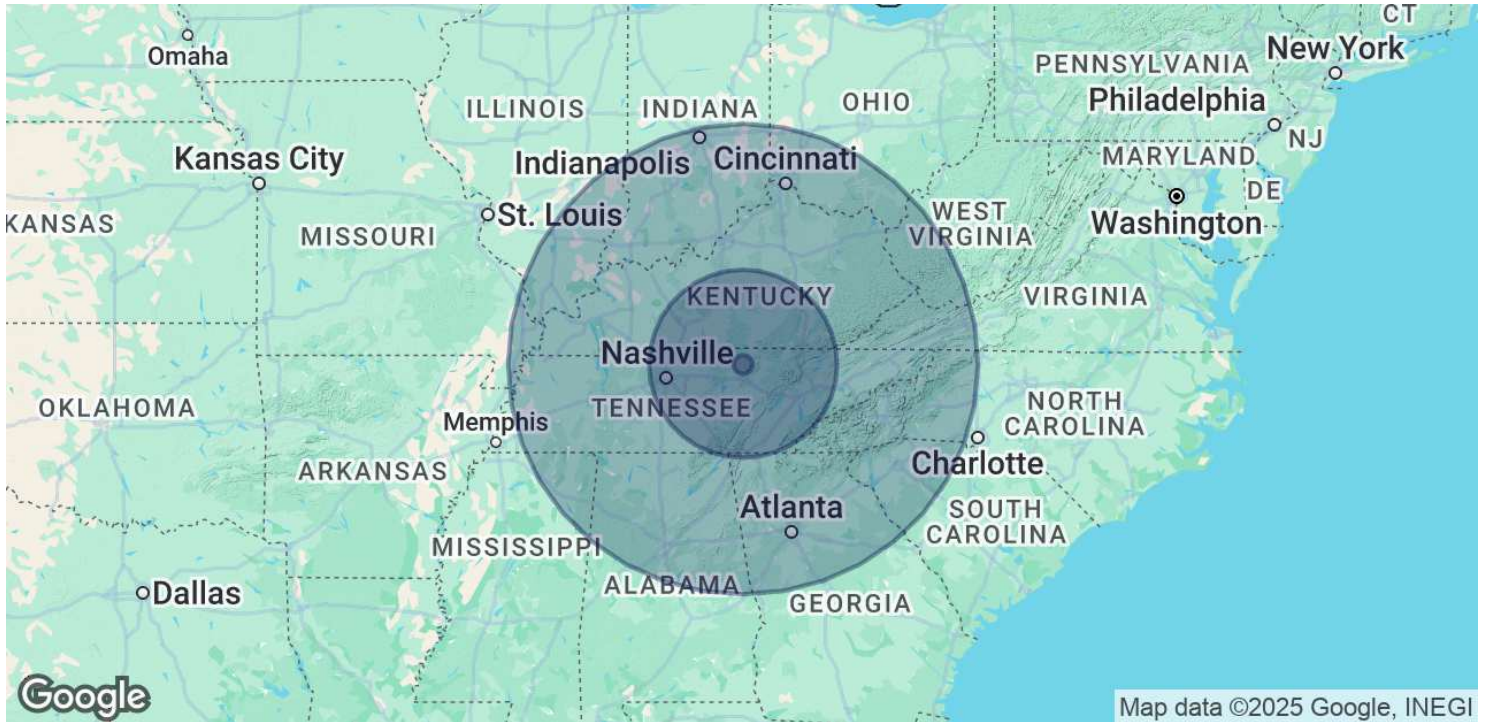 CT
Omaha
New York
PENNSYLVANIA
ILLINOIS
INDIANA
OHIO
Philadelphia
NJ
Kansas City
Indianapolis
Cincinnati
MARYLAND
DE
KANSAS
St. Louis
MISSOURI
WEST
VIRGINIA
Washington
KENTUCKY
VIRGINIA
Nashville
TENNESSEE
OKLAHOMA
Memphis
NORTH
CAROLINA
ARKANSAS
Charlotte
Atlanta
SOUTH
CAROLINA
MISSISSIPPI
ALABAMA
GEORGIA
Dallas
Google
Map data ©2025 Google, INEGI